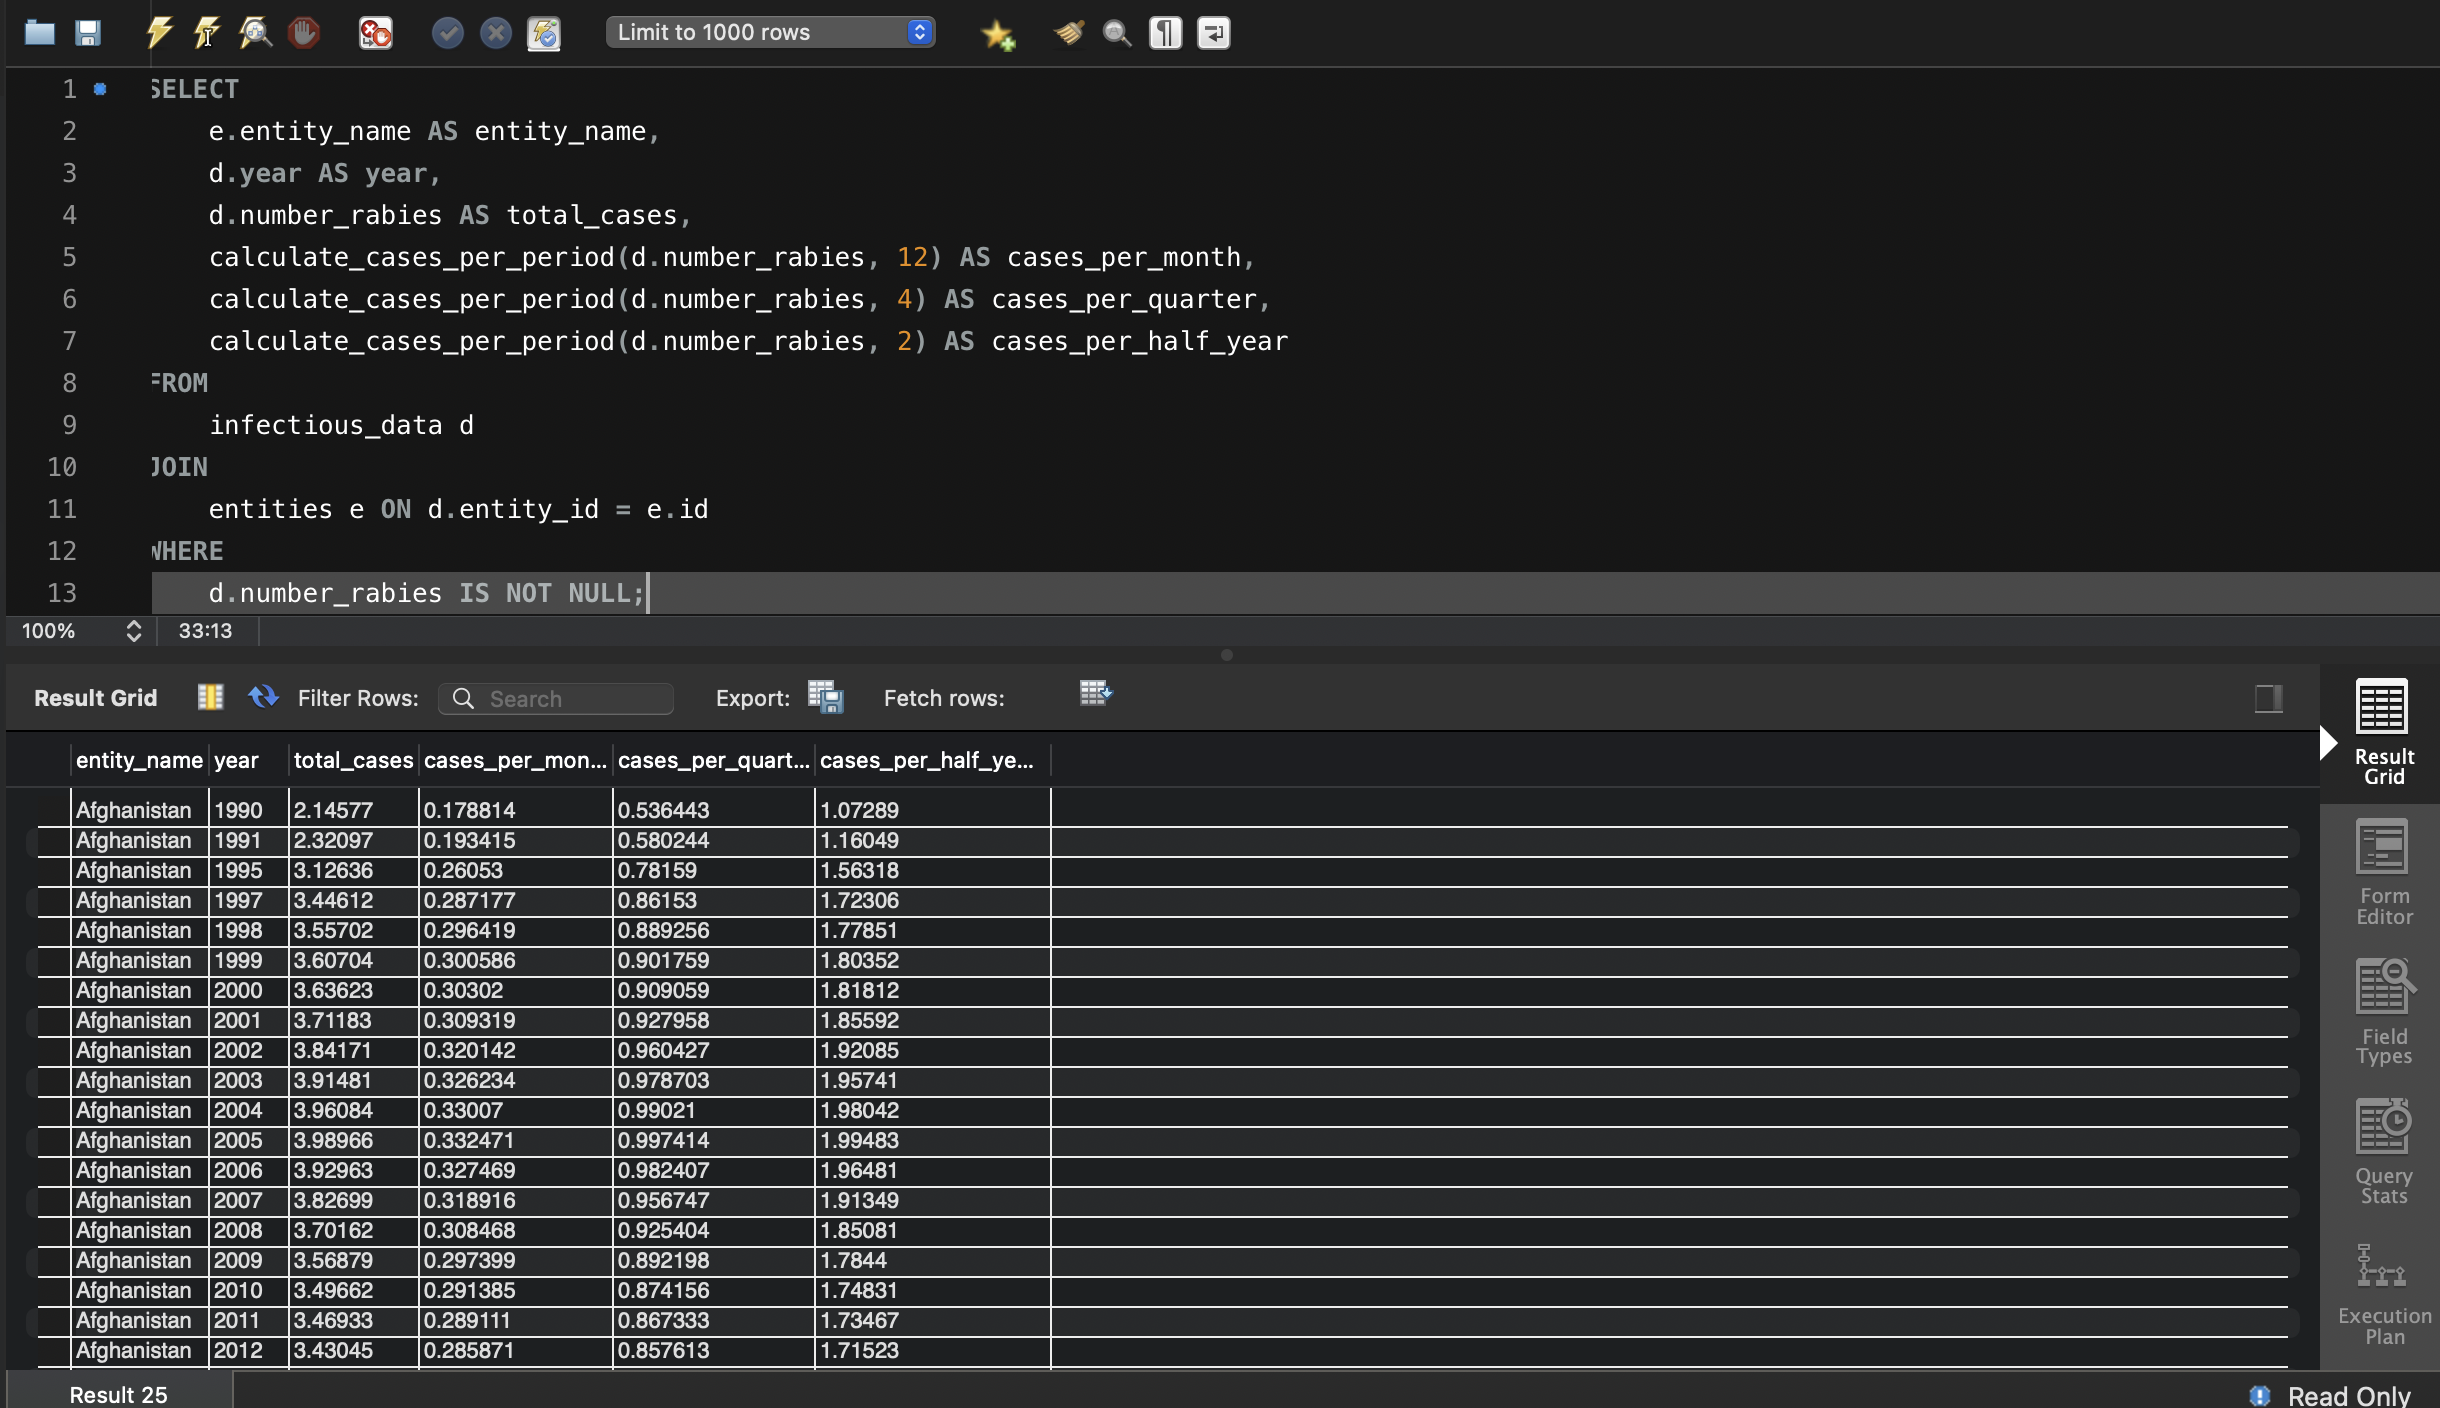 Limit to 1000 rows
1 SELECT
2 e.entity_name AS entity_name,
3 d.year AS year,
4 d.number_rabies AS total_cases,
5 calculate_cases_per_period(d.number_rabies, 12) AS cases_per_month,
6 calculate_cases_per_period(d.number_rabies, 4) AS cases_per_quarter,
7 calculate_cases_per_period(d.number_rabies, 2) AS cases_per_half_year
8 FROM
9 infectious_data d
10 JOIN
11 entities e ON d.entity_id = e.id
12 WHERE
13 d.number_rabies IS NOT NULL;
100% 33:13
Result Grid Filter Rows: Search Export: Fetch rows:
entity_name year total_cases cases_per_mon... cases_per_quart... cases_per_half_ye...
Afghanistan 1990 2.14577 0.178814 0.536443 1.07289
Afghanistan 1991 2.32097 0.193415 0.580244 1.16049
Afghanistan 1995 3.12636 0.26053 0.78159 1.56318
Afghanistan 1997 3.44612 0.287177 0.86153 1.72306
Afghanistan 1998 3.55702 0.296419 0.889256 1.77851
Afghanistan 1999 3.60704 0.300586 0.901759 1.80352
Afghanistan 2000 3.63623 0.30302 0.909059 1.81812
Afghanistan 2001 3.71183 0.309319 0.927958 1.85592
Afghanistan 2002 3.84171 0.320142 0.960427 1.92085
Afghanistan 2003 3.91481 0.326234 0.978703 1.95741
Afghanistan 2004 3.96084 0.33007 0.99021 1.98042
Afghanistan 2005 3.98966 0.332471 0.997414 1.99483
Afghanistan 2006 3.92963 0.327469 0.982407 1.96481
Afghanistan 2007 3.82699 0.318916 0.956747 1.91349
Afghanistan 2008 3.70162 0.308468 0.925404 1.85081
Afghanistan 2009 3.56879 0.297399 0.892198 1.7844
Afghanistan 2010 3.49662 0.291385 0.874156 1.74831
Afghanistan 2011 3.46933 0.289111 0.867333 1.73467
Afghanistan 2012 3.43045 0.285871 0.857613 1.71523
Result
Grid
Form
Editor
Field
Types
Query
Stats
Execution
Plan
Result 25
Read Only